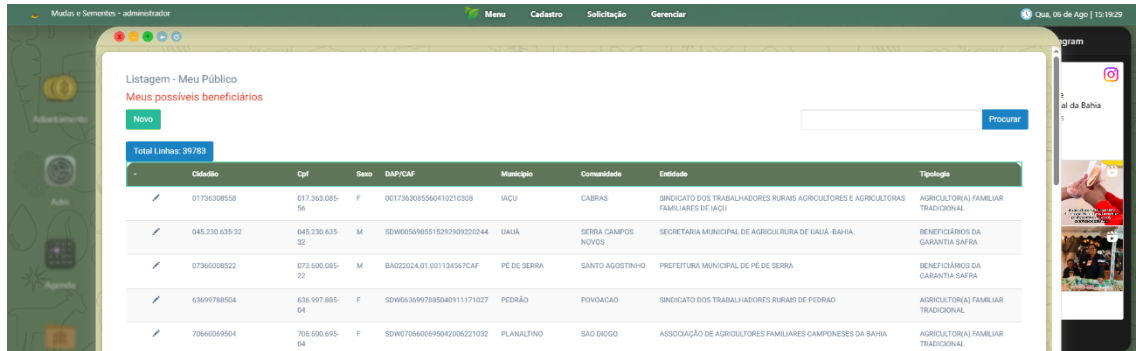 Mudas e Sementes - administrador
Menu Cadastro Solicitação Gerenciar
Qua, 06 de Ago | 15:19:29
agram
al da Bahia
Adiantamento
Adm
Agenda
Listagem - Meu Público
Meus possíveis beneficiários
Novo
Procurar
Total Linhas: 39783
- Cidadão Cpf Sexo DAP/CAF Município Comunidade Entidade Tipologia
01736308558 017.363.085- F 0017363085560410210308 IAÇU CABRAS SINDICATO DOS TRABALHADORES RURAIS AGRICULTORES E AGRICULTORAS AGRICULTOR(A) FAMILIAR
56 FAMILIARES DE IAÇU TRADICIONAL
045.230.635-32 045.230.635- M SDW0056985515292909220244 UAUÁ SERRA CAMPOS SECRETARIA MUNICIPAL DE AGRICULRURA DE UAUÁ-BAHIA. BENEFICIÁRIOS DA
32 NOVOS GARANTIA SAFRA
07360008522 073.600.085- M BA022024.01.001134567CAF PÉ DE SERRA SANTO AGOSTINHO PREFEITURA MUNICIPAL DE PÉ DE SERRA BENEFICIÁRIOS DA
22 GARANTIA SAFRA
63699788504 636.997.885- F SDW0636997885040911171027 PEDRÃO POVOACAO SINDICATO DOS TRABALHADORES RURAIS DE PEDRAO AGRICULTOR(A) FAMILIAR
04 TRADICIONAL
70660069504 706.600.695- F SDW0706600695042006221032 PLANALTINO SAO DIOGO ASSOCIAÇÃO DE AGRICULTORES FAMILIARES CAMPONESES DA BAHIA AGRICULTOR(A) FAMILIAR
04 TRADICIONAL